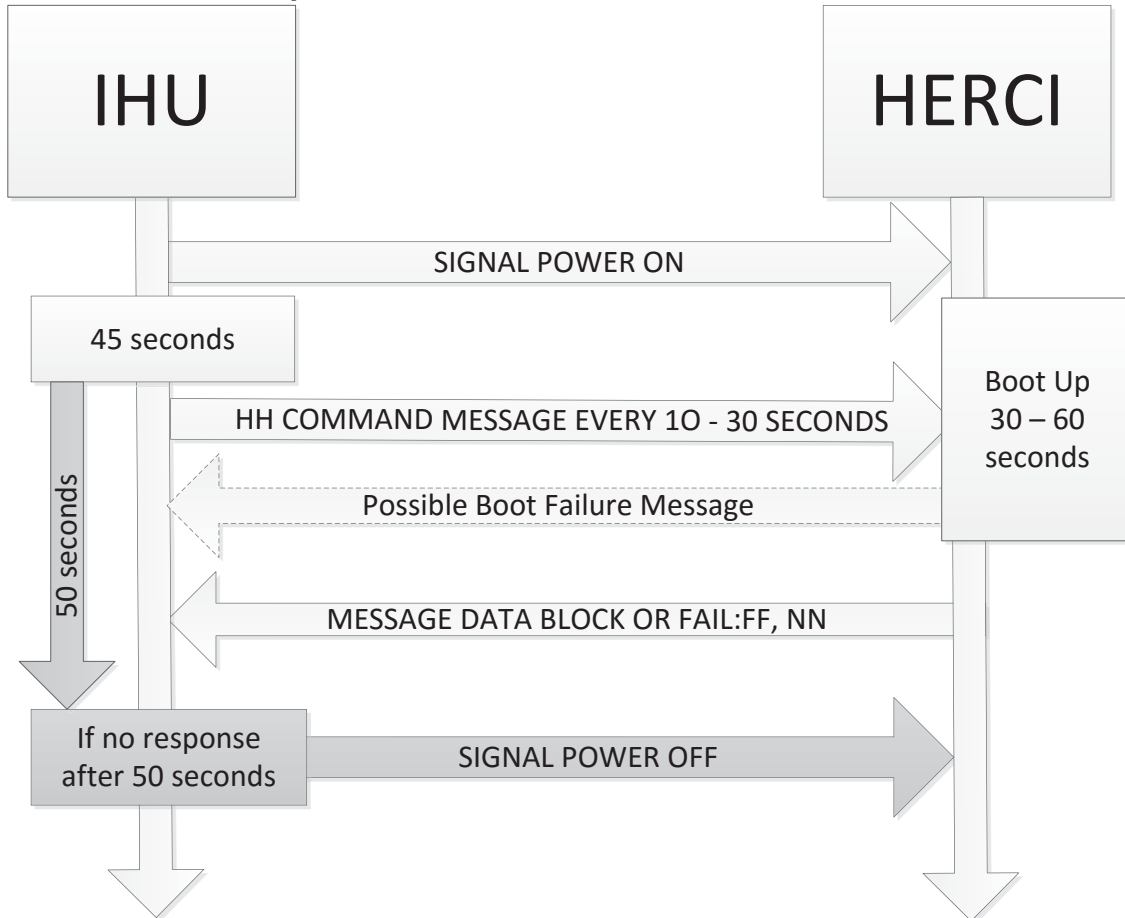 IHU
HERCI
SIGNAL POWER ON
45 seconds
Boot Up
30 – 60
seconds
HH COMMAND MESSAGE EVERY 1O - 30 SECONDS
Possible Boot Failure Message
50 seconds
MESSAGE DATA BLOCK OR FAIL:FF, NN
If no response
after 50 seconds
SIGNAL POWER OFF